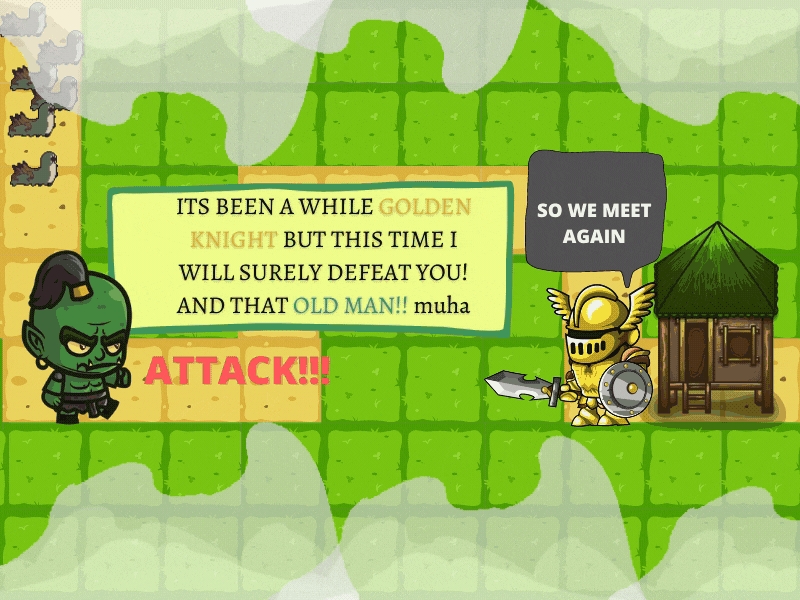 ITS BEEN A WHILE GOLDEN
KNIGHT BUT THIS TIME I
WILL SURELY DEFEAT YOU!
AND THAT OLD MAN!! muha
SO WE MEET
AGAIN
ATTACK!!!